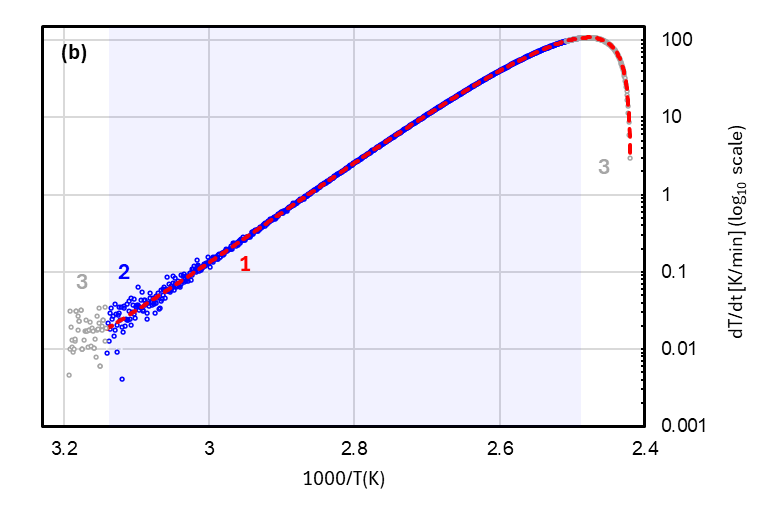 (b)
100
10
3
1
3
2
1
0.1
0.01
0.001
3.2 3 2.8 2.6 2.4
1000/T(K)
dT/dt[K/min] (log₁₀ scale)